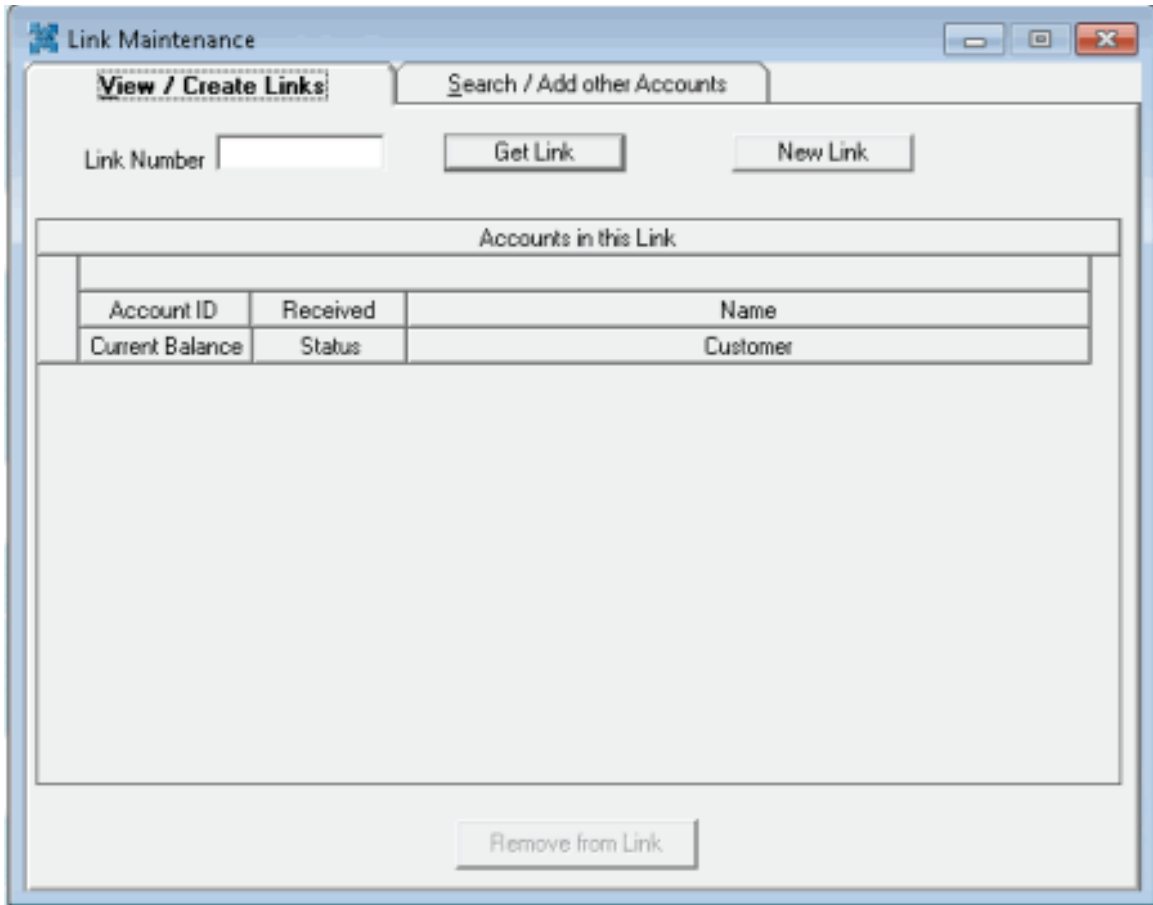 Link Maintenance
View / Create Links Search / Add other Accounts
Link Number Get Link New Link
Accounts in this Link
Account ID Received Name
Current Balance Status Customer
Remove from Link